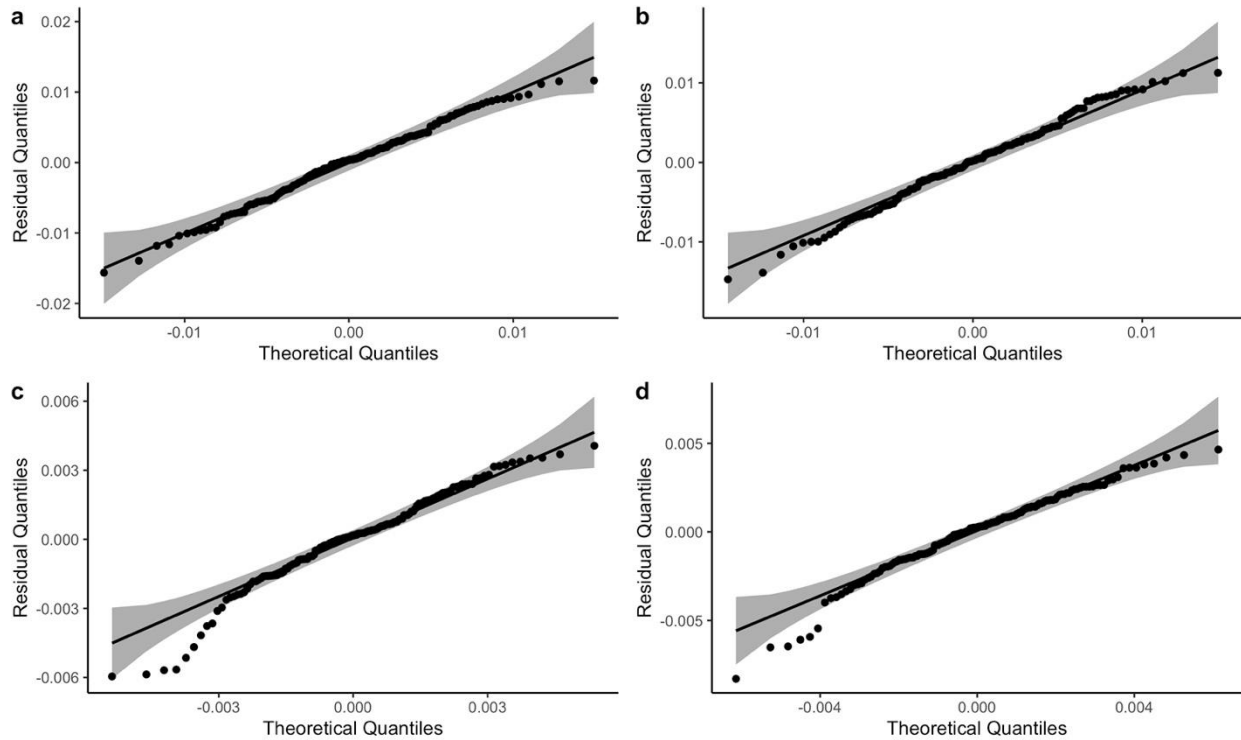 a
0.02
0.01
0.00
-0.01
-0.02
Residual Quantiles
-0.01 0.00 0.01
Theoretical Quantiles
b
0.01
0.00
-0.01
Residual Quantiles
-0.01 0.00 0.01
Theoretical Quantiles
c
0.006
0.003
0.000
-0.003
-0.006
Residual Quantiles
-0.003 0.000 0.003
Theoretical Quantiles
d
0.005
0.000
-0.005
Residual Quantiles
-0.004 0.000 0.004
Theoretical Quantiles